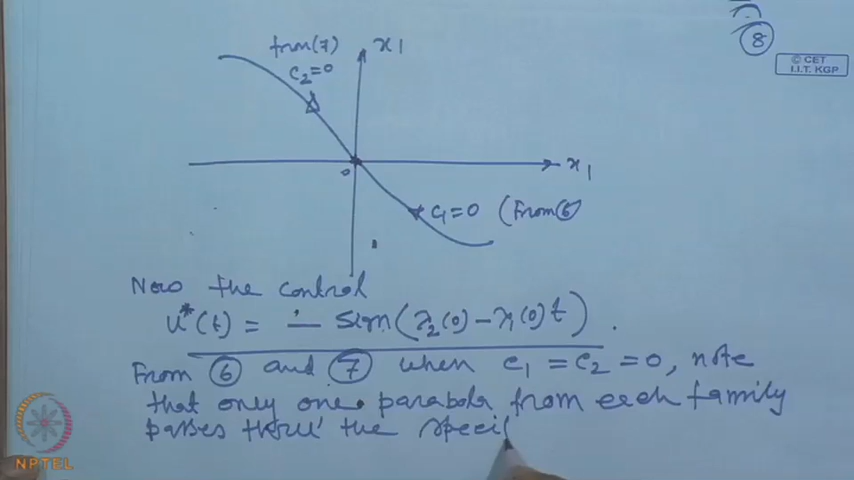 8
© CET
I.I.T. KGP
from (7)
C2=0
x1
x1
0
C1=0 (From 6)
Now the control
u*(t) = - sign(λ2(0) - λ1(0)t).
From 6 and 7 when C1 = C2 = 0, note
that only one parabola from each family
passes thru' the speci
NPTEL